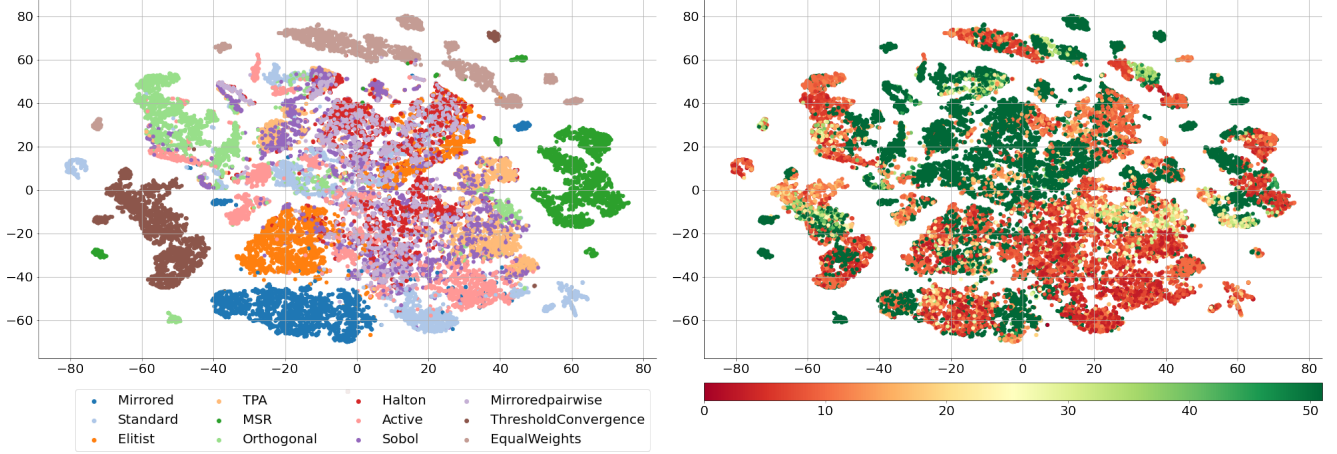 80
60
40
20
0
−20
−40
−60
−80 −60 −40 −20 0 20 40 60 80
Mirrored TPA Halton Mirroredpairwise
Standard MSR Active ThresholdConvergence
Elitist Orthogonal Sobol EqualWeights
80
60
40
20
0
−20
−40
−60
−80 −60 −40 −20 0 20 40 60 80
0 10 20 30 40 50